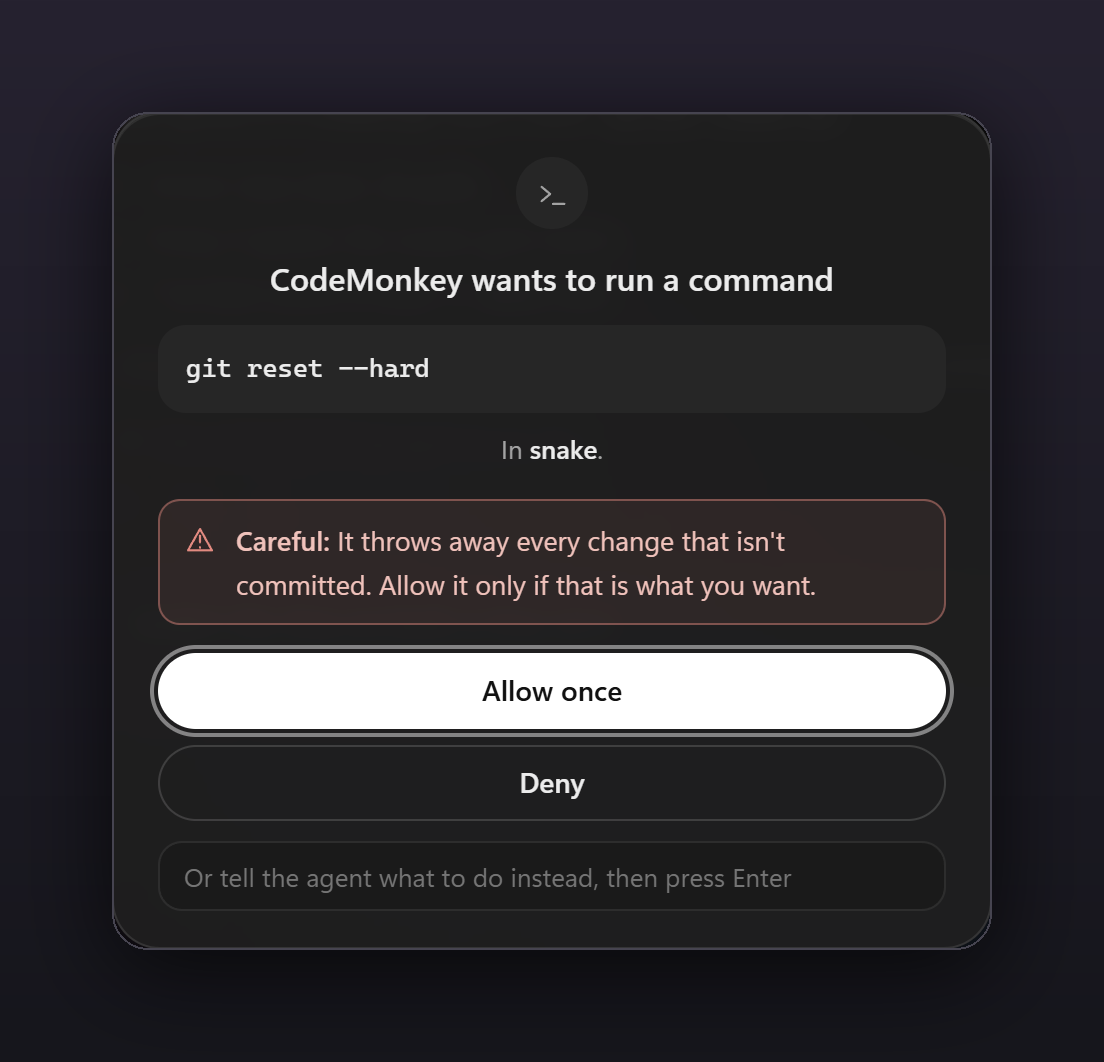 >_
CodeMonkey wants to run a command
git reset --hard
In snake.
Careful: It throws away every change that isn't
committed. Allow it only if that is what you want.
Allow once
Deny
Or tell the agent what to do instead, then press Enter